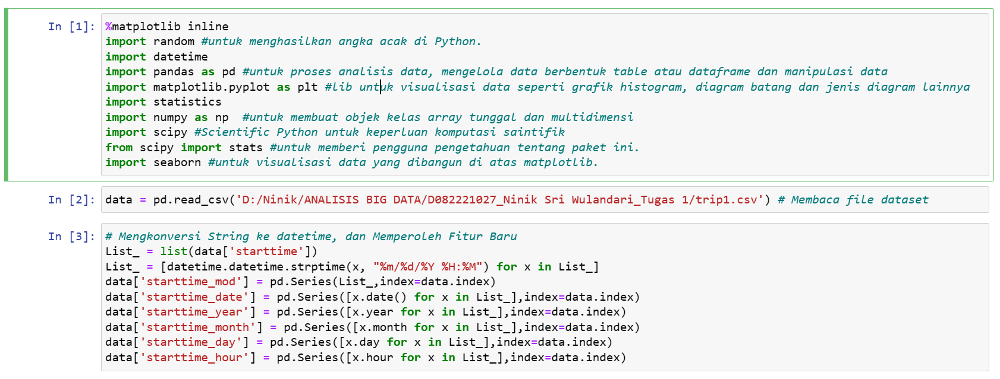 In [1]:
%matplotlib inline
import random #untuk menghasilkan angka acak di Python.
import datetime
import pandas as pd #untuk proses analisis data, mengelola data berbentuk table atau dataframe dan manipulasi data
import matplotlib.pyplot as plt #lib untuk visualisasi data seperti grafik histogram, diagram batang dan jenis diagram lainnya
import statistics
import numpy as np  #untuk membuat objek kelas array tunggal dan multidimensi
import scipy #Scientific Python untuk keperluan komputasi saintifik
from scipy import stats #untuk memberi pengguna pengetahuan tentang paket ini.
import seaborn #untuk visualisasi data yang dibangun di atas matplotlib.
In [2]:
data = pd.read_csv('D:/Ninik/ANALISIS BIG DATA/D082221027_Ninik Sri Wulandari_Tugas 1/trip1.csv') # Membaca file dataset
In [3]:
# Mengkonversi String ke datetime, dan Memperoleh Fitur Baru
List_ = list(data['starttime'])
List_ = [datetime.datetime.strptime(x, "%m/%d/%Y %H:%M") for x in List_]
data['starttime_mod'] = pd.Series(List_,index=data.index)
data['starttime_date'] = pd.Series([x.date() for x in List_],index=data.index)
data['starttime_year'] = pd.Series([x.year for x in List_],index=data.index)
data['starttime_month'] = pd.Series([x.month for x in List_],index=data.index)
data['starttime_day'] = pd.Series([x.day for x in List_],index=data.index)
data['starttime_hour'] = pd.Series([x.hour for x in List_],index=data.index)